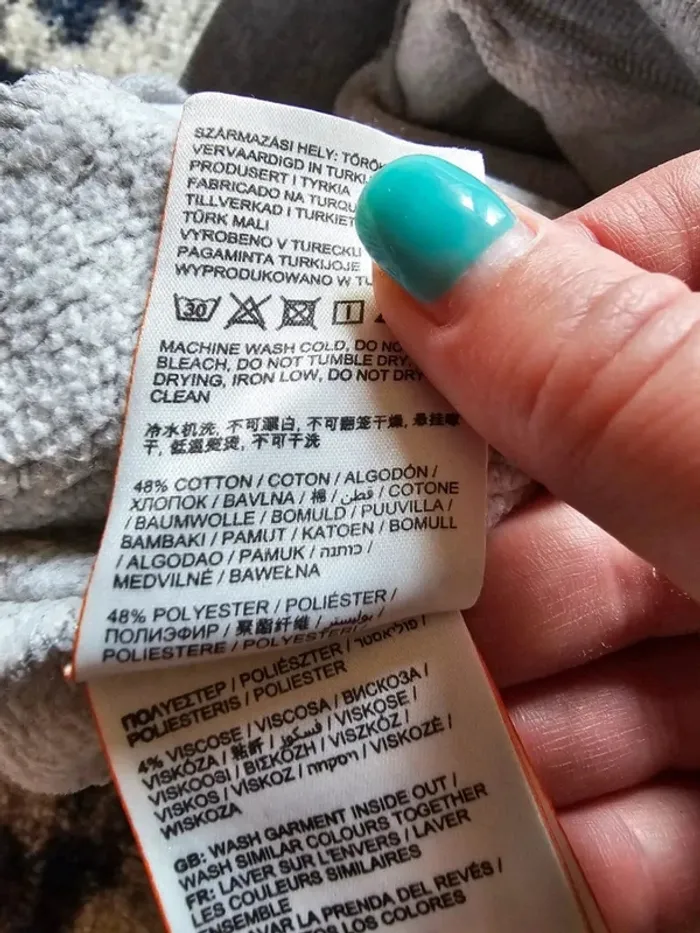 SZÁRMAZÁSI HELY:
VERVAARDIGD IN
PRODUSERT I TYRKIA
FABRICADO NA
TILLVERKAD I TURKIET
TÜRK MALI
VYROBENO V TURECKU
PAGAMINTA TURKIJOJE
WYPRODUKOWANO W
30
MACHINE WASH COLD, DO
BLEACH, DO NOT TUMBLE DRY,
DRYING, IRON LOW, DO NOT DRY
CLEAN
冷水机洗, 不可漂白, 不可翻笼干燥, 悬挂晾
干, 低温熨烫, 不可干洗
48% COTTON / COTON / ALGODÓN /
ХЛОПОК / BAVLNA / 棉 / قطن / COTONE
/ BAUMWOLLE / BOMULD / PUUVILLA /
BAMBAKI / PAMUT / KATOEN / BOMULL
/ ALGODAO / PAMUK / כותנה /
MEDVILNĖ / BAWEŁNA
48% POLYESTER / POLIÉSTER /
ПОЛИЭФИР / 聚酯纤维 / بوليستر /
POLIESTERE / POLYESTER / פוליאסטר /
ΠΟΛΥΕΣΤΕΡ / POLIÉSZTER /
POLIESTERIS / POLIESTER
4% VISCOSE / VISCOSA / ВИСКОЗА /
VISKÓZA / 粘纤 / فسكوز / VISKOSE /
VISKOOSI / ΒΙΣΚΟΖΗ / VISZKÓZ /
VISKOS / VISKOZ / ויסקוזה / VISKOZĖ /
WISKOZA
GB: WASH GARMENT INSIDE OUT /
WASH SIMILAR COLOURS TOGETHER
FR: LAVER SUR L'ENVERS / LAVER
LES COULEURS SIMILAIRES
ENSEMBLE
LAVAR LA PRENDA DEL REVÉS /
LOS COLORES